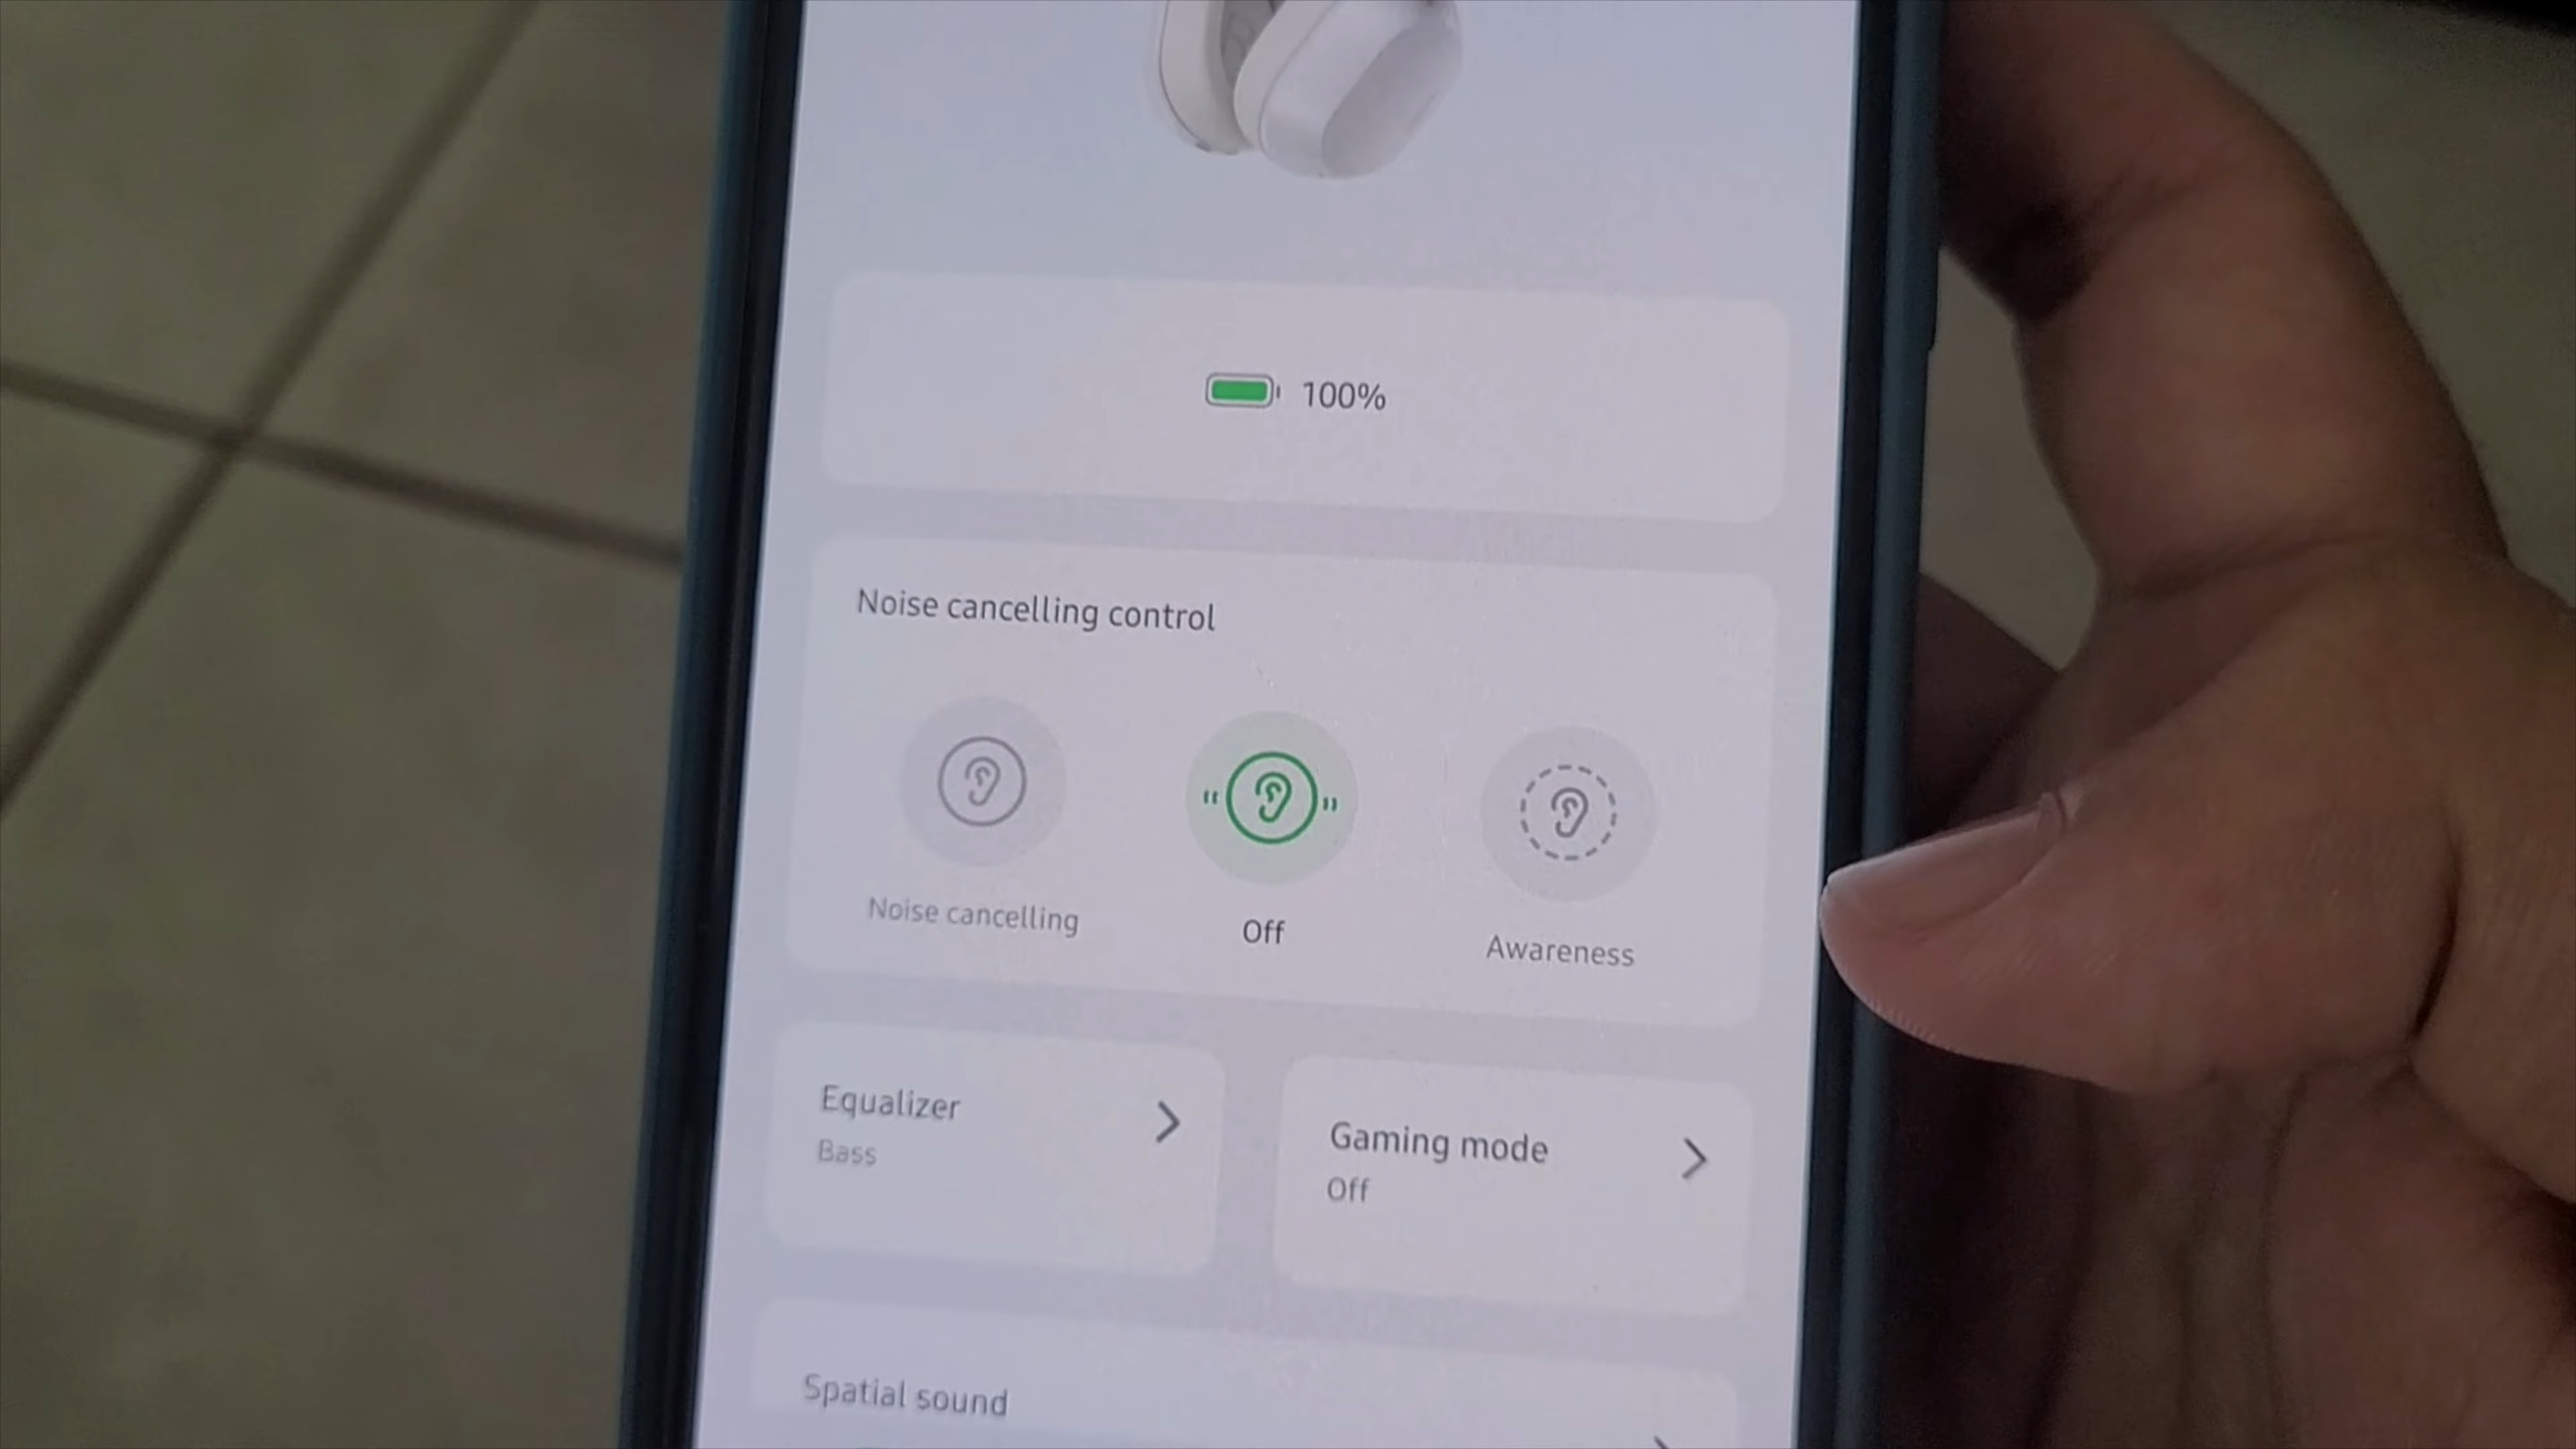 100%
Noise cancelling control
Noise cancelling
Off
Awareness
Equalizer
Bass
Gaming mode
Off
Spatial sound